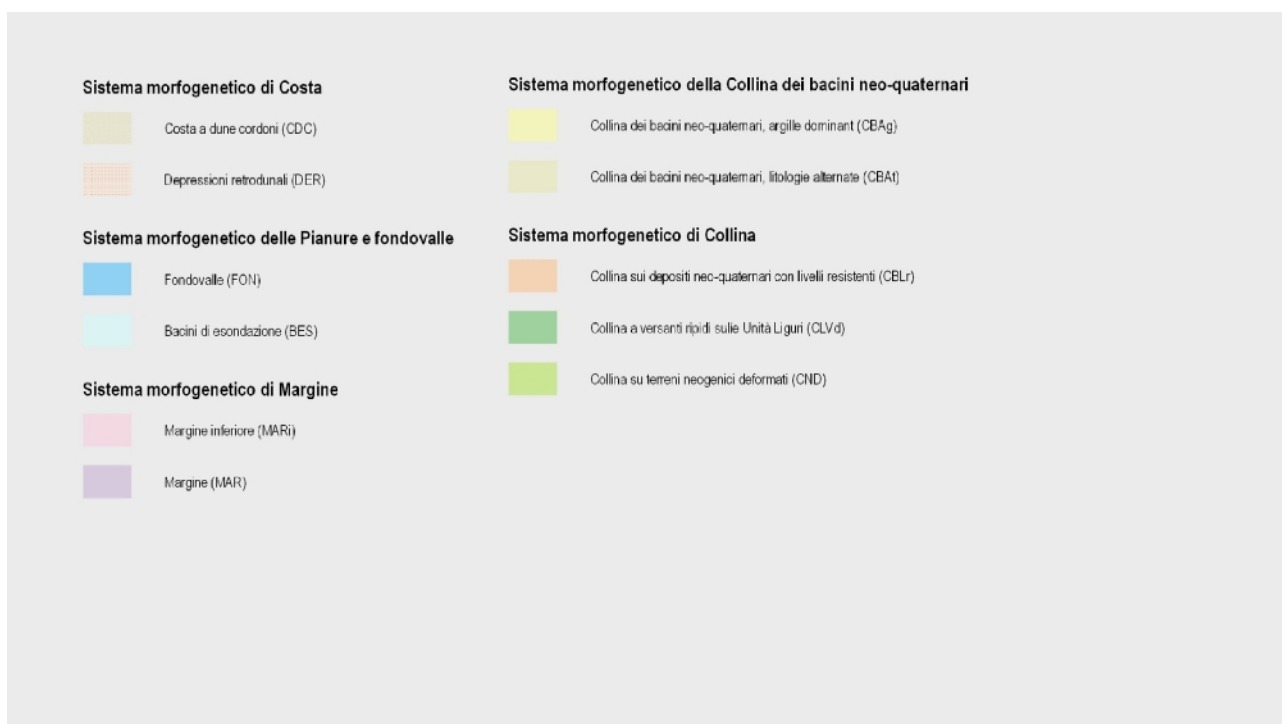 Sistema morfogenetico di Costa
Costa a dune cordoni (CDC)
Depressioni retrodunali (DER)
Sistema morfogenetico delle Pianure e fondovalle
Fondovalle (FON)
Bacini di esondazione (BES)
Sistema morfogenetico di Margine
Margine inferiore (MARi)
Margine (MAR)
Sistema morfogenetico della Collina dei bacini neo-quaternari
Collina dei bacini neo-quaternari, argille dominant (CBAg)
Collina dei bacini neo-quaternari, litologie alternate (CBAt)
Sistema morfogenetico di Collina
Collina sui depositi neo-quaternari con livelli resistenti (CBLr)
Collina a versanti ripidi sulle Unità Liguri (CLVd)
Collina su terreni neogenici deformati (CND)